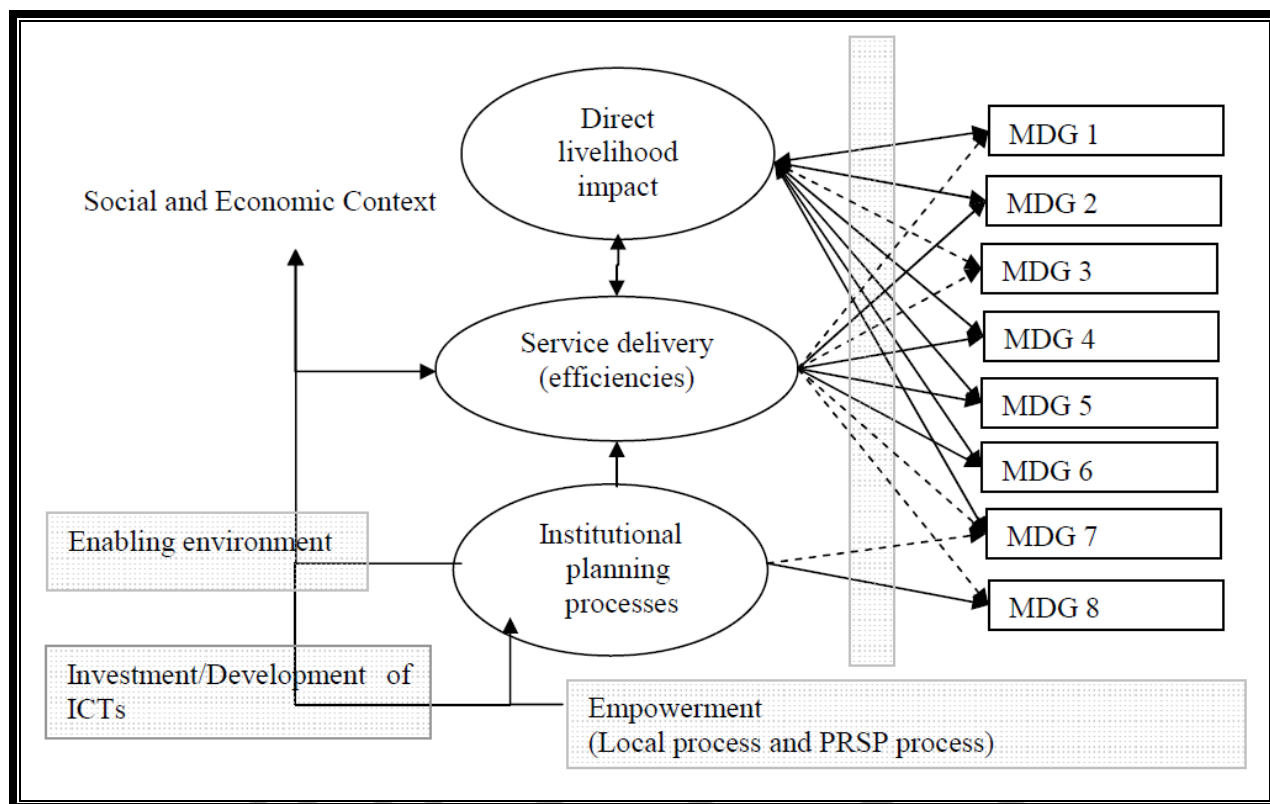 Direct
livelihood
impact
Social and Economic Context
Service delivery
(efficiencies)
Enabling environment
Institutional
planning
processes
Investment/Development of
ICTs
Empowerment
(Local process and PRSP process)
MDG 1
MDG 2
MDG 3
MDG 4
MDG 5
MDG 6
MDG 7
MDG 8